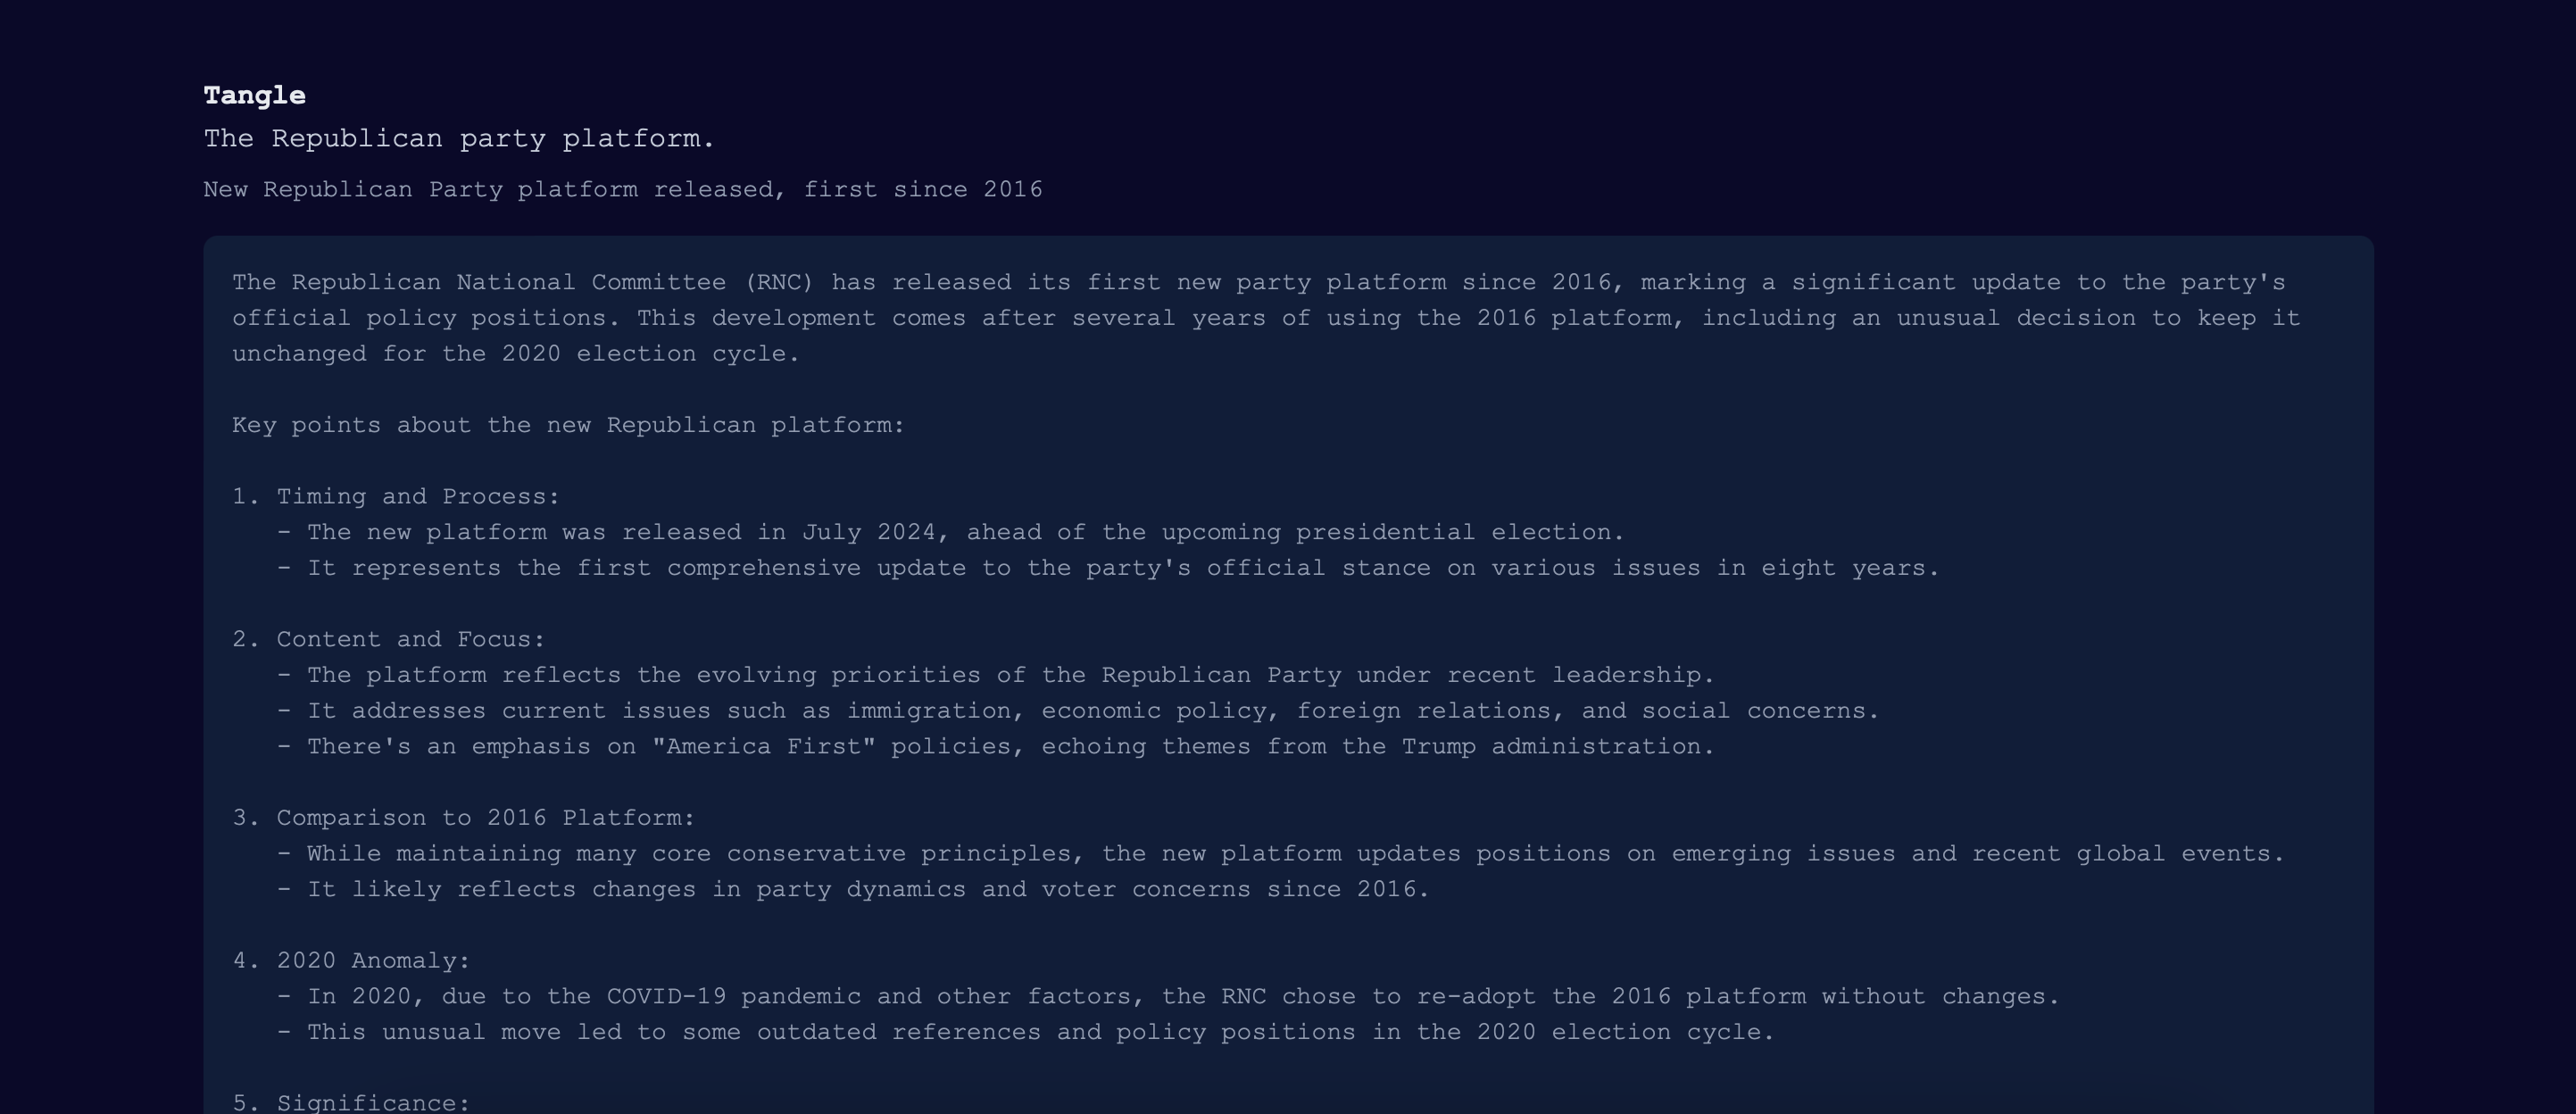 Tangle
The Republican party platform.
New Republican Party platform released, first since 2016
The Republican National Committee (RNC) has released its first new party platform since 2016, marking a significant update to the party's
official policy positions. This development comes after several years of using the 2016 platform, including an unusual decision to keep it
unchanged for the 2020 election cycle.
Key points about the new Republican platform:
1. Timing and Process:
- The new platform was released in July 2024, ahead of the upcoming presidential election.
- It represents the first comprehensive update to the party's official stance on various issues in eight years.
2. Content and Focus:
- The platform reflects the evolving priorities of the Republican Party under recent leadership.
- It addresses current issues such as immigration, economic policy, foreign relations, and social concerns.
- There's an emphasis on "America First" policies, echoing themes from the Trump administration.
3. Comparison to 2016 Platform:
- While maintaining many core conservative principles, the new platform updates positions on emerging issues and recent global events.
- It likely reflects changes in party dynamics and voter concerns since 2016.
4. 2020 Anomaly:
- In 2020, due to the COVID-19 pandemic and other factors, the RNC chose to re-adopt the 2016 platform without changes.
- This unusual move led to some outdated references and policy positions in the 2020 election cycle.
5. Significance: